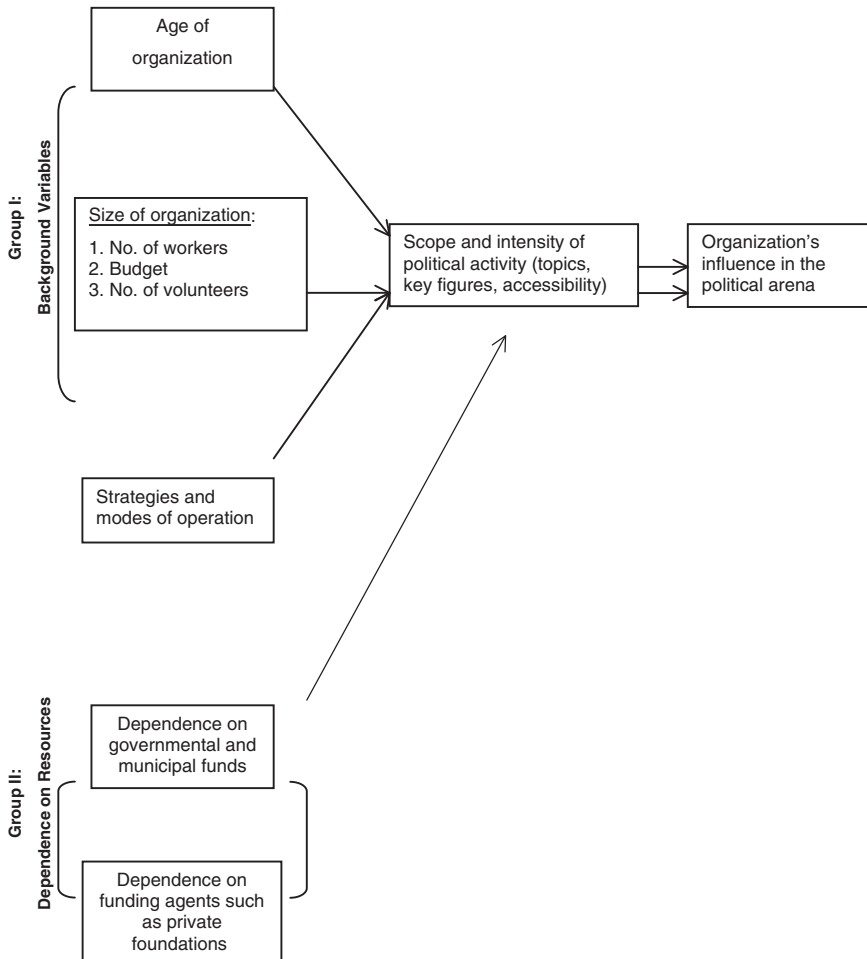 Age of
organization
Group I:
Background Variables
Size of organization:
1. No. of workers
2. Budget
3. No. of volunteers
Scope and intensity of
political activity (topics,
key figures, accessibility)
Organization's
influence in the
political arena
Strategies and
modes of operation
Group II:
Dependence on Resources
Dependence on
governmental and
municipal funds
Dependence on
funding agents such
as private
foundations